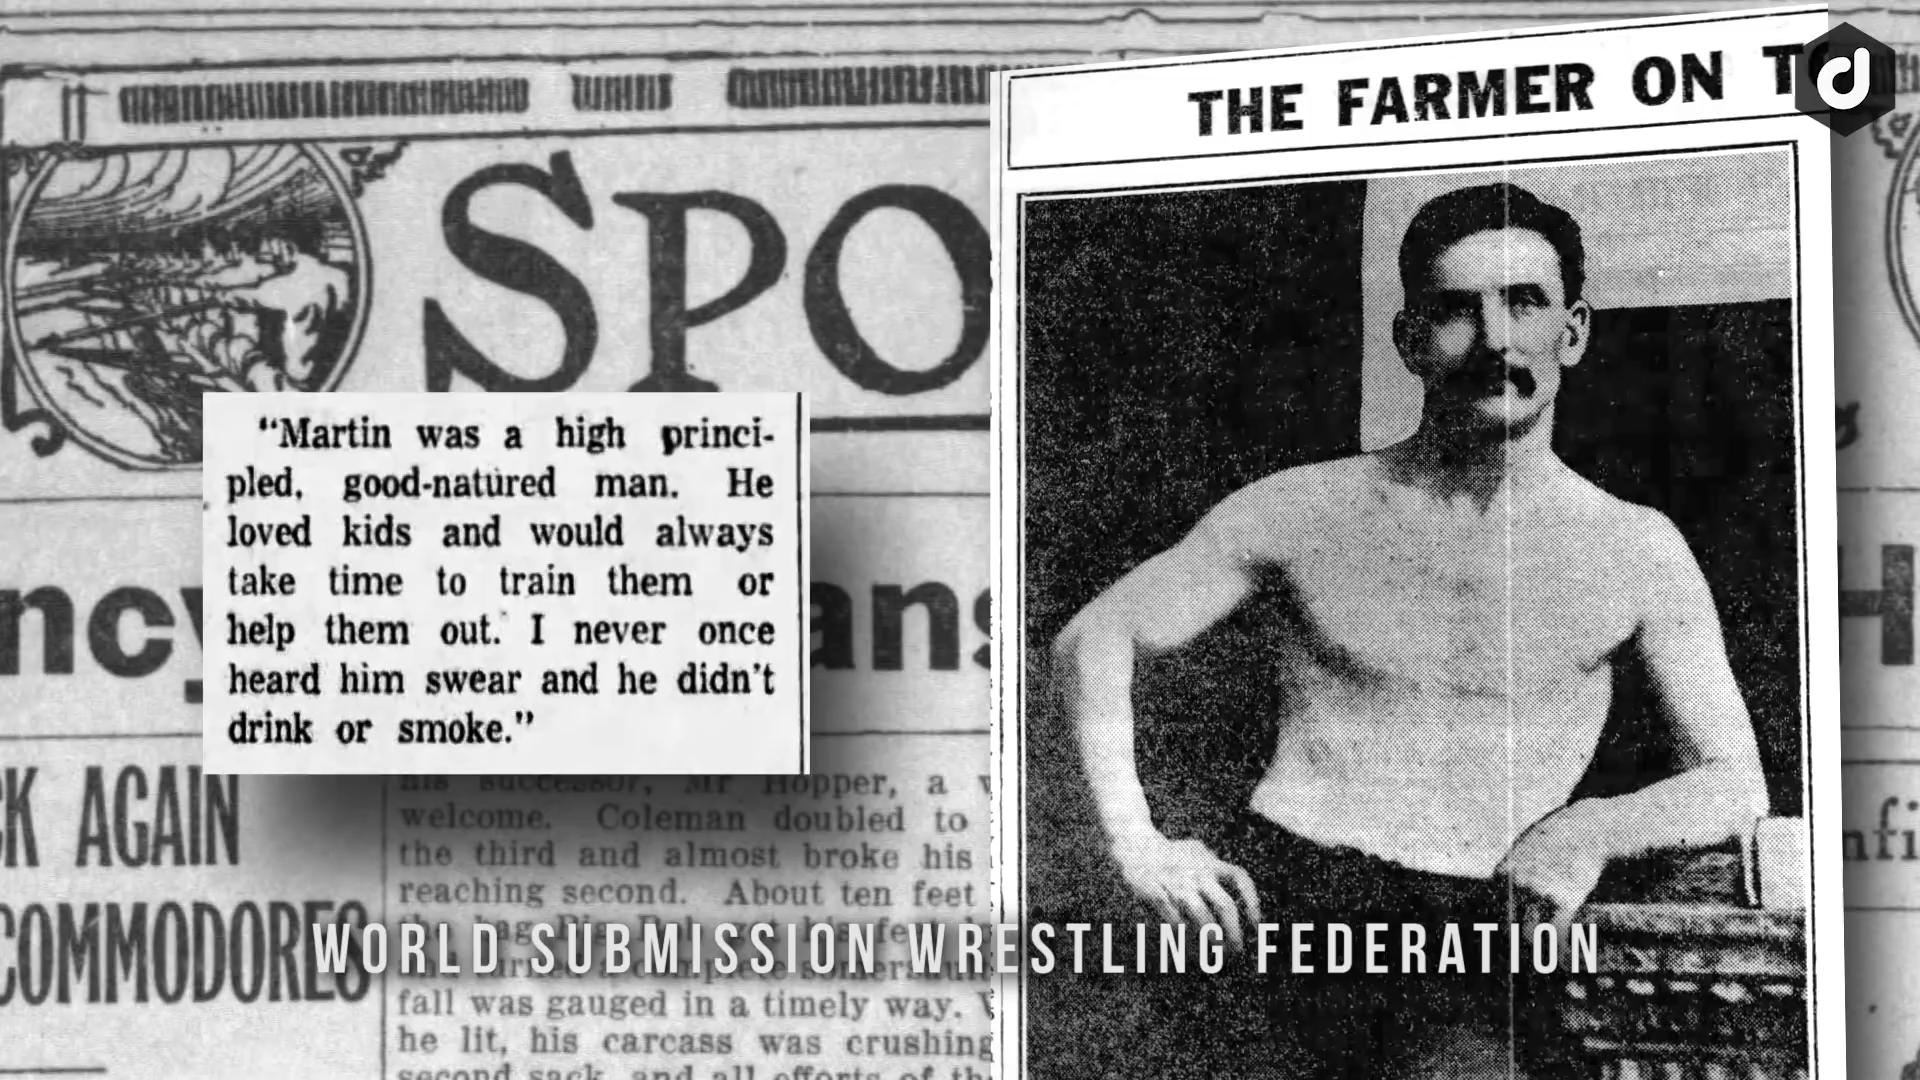 THE FARMER ON
SPO
"Martin was a high princi-
pled, good-natured man. He
loved kids and would always
take time to train them or
help them out. I never once
heard him swear and he didn't
drink or smoke."
CK AGAIN
COMMODORES
his successor, Mr Hopper, a
welcome. Coleman doubled to
the third and almost broke his
reaching second. About ten feet
fall was gauged in a timely way.
he lit, his carcass was crushing
second sack, and all efforts of
WORLD SUBMISSION WRESTLING FEDERATION